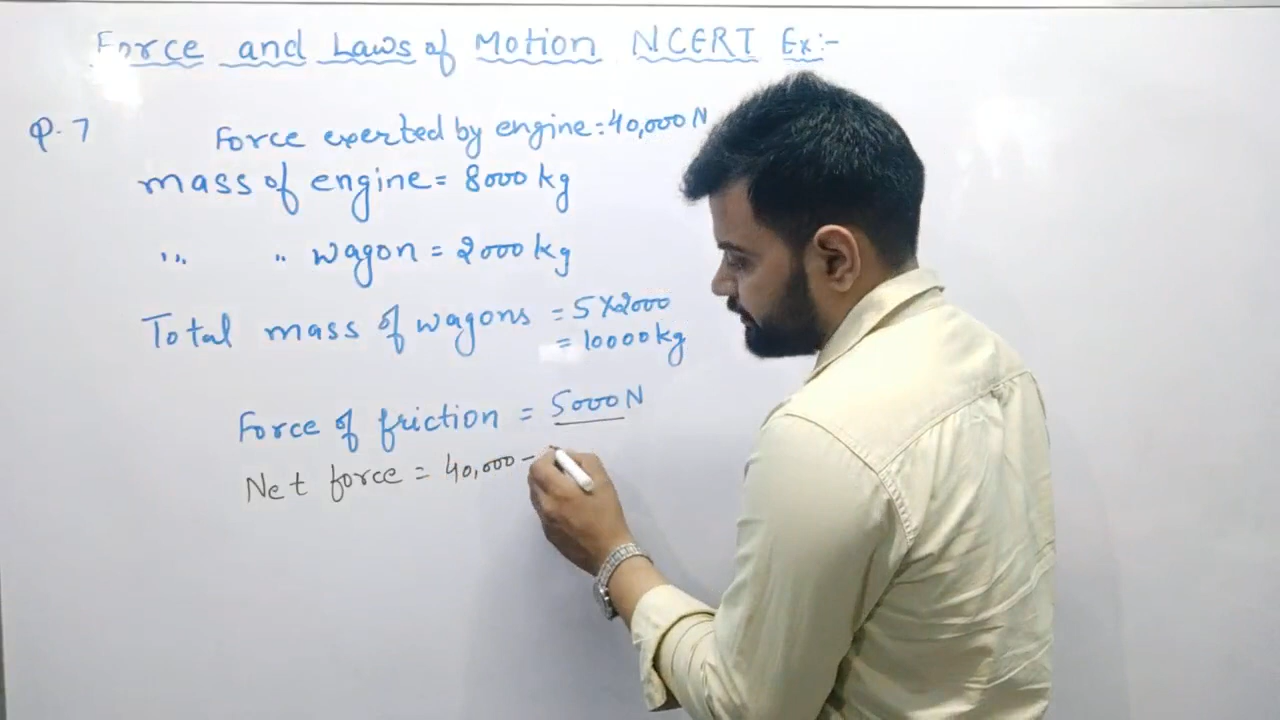 Force and Laws of Motion NCERT Ex:-
Q.7 Force exerted by engine = 40,000 N
mass of engine = 8000 kg
,,, ,, wagon = 2000 kg
Total mass of wagons = 5 x 2000
= 10000 kg
Force of friction = 5000 N
Net force = 40,000 -